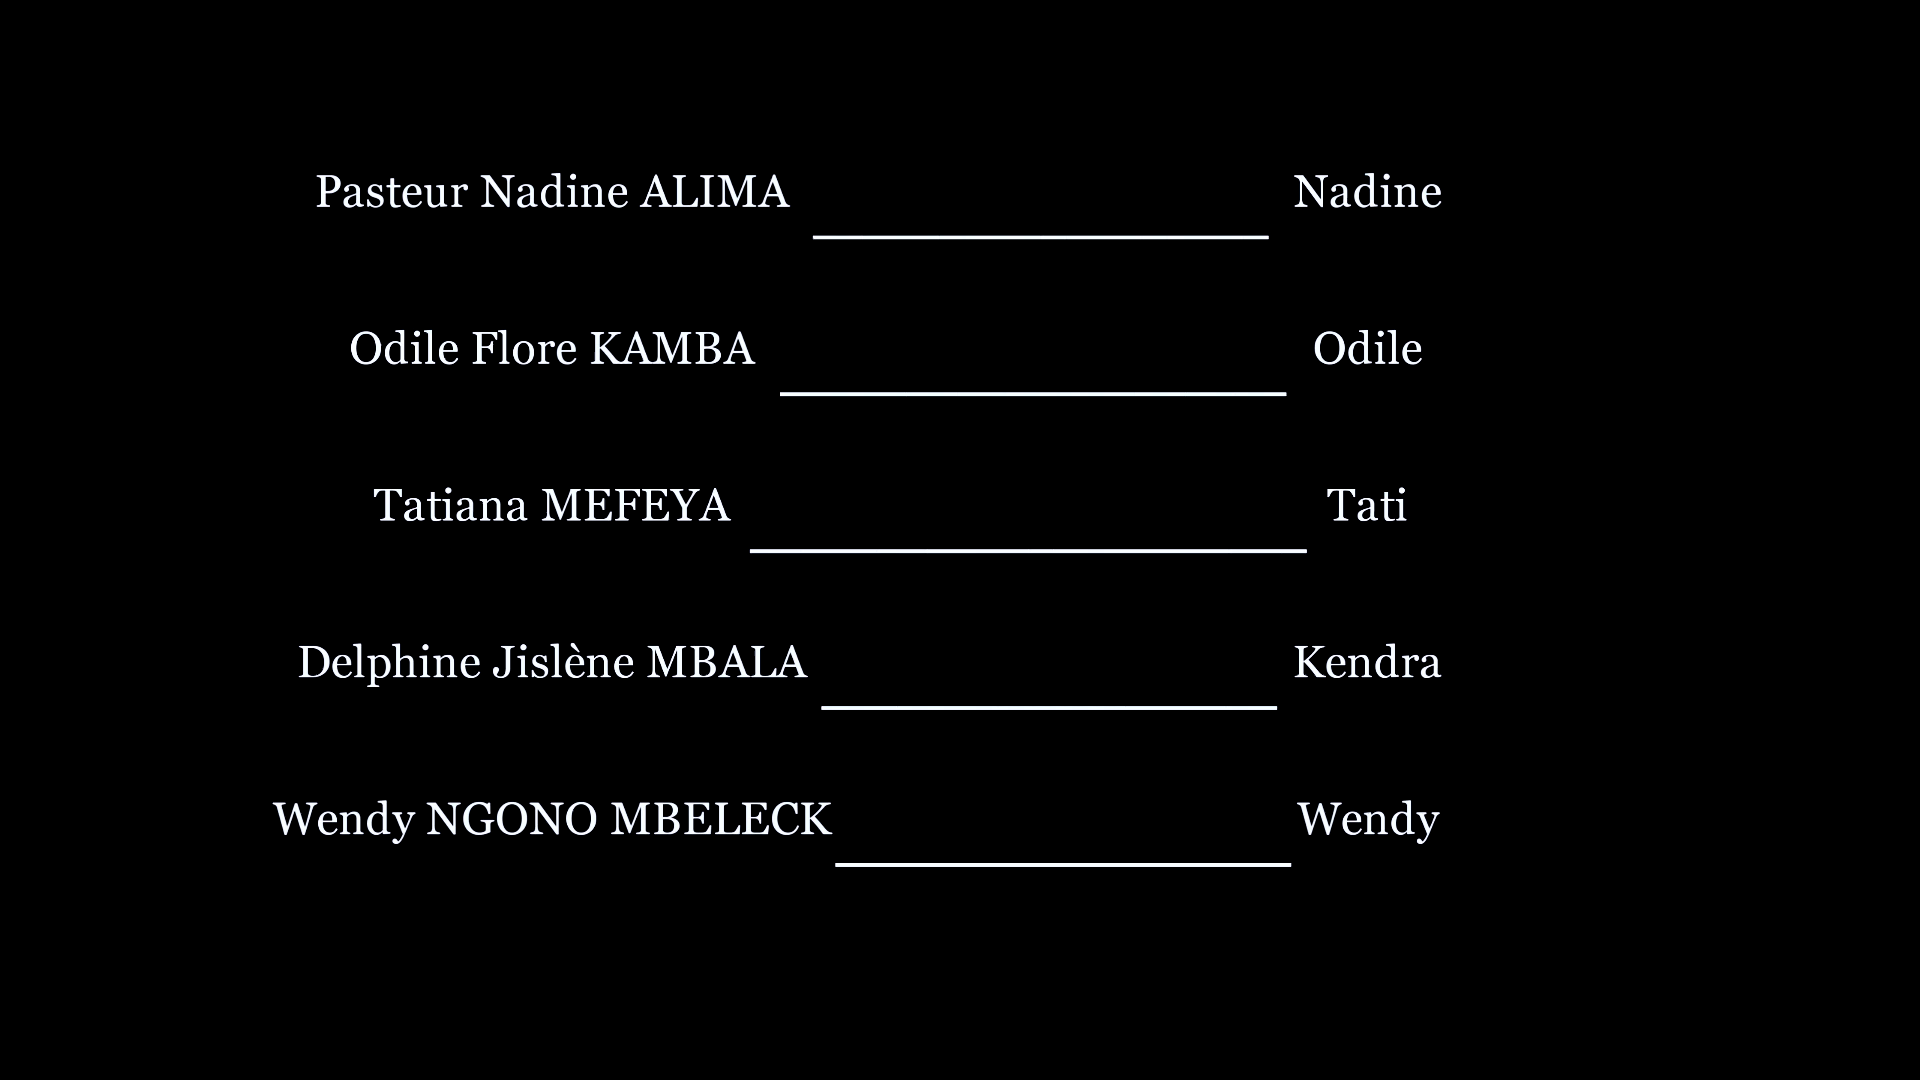 Pasteur Nadine ALIMA Nadine
Odile Flore KAMBA Odile
Tatiana MEFEYA Tati
Delphine Jislène MBALA Kendra
Wendy NGONO MBELECK Wendy